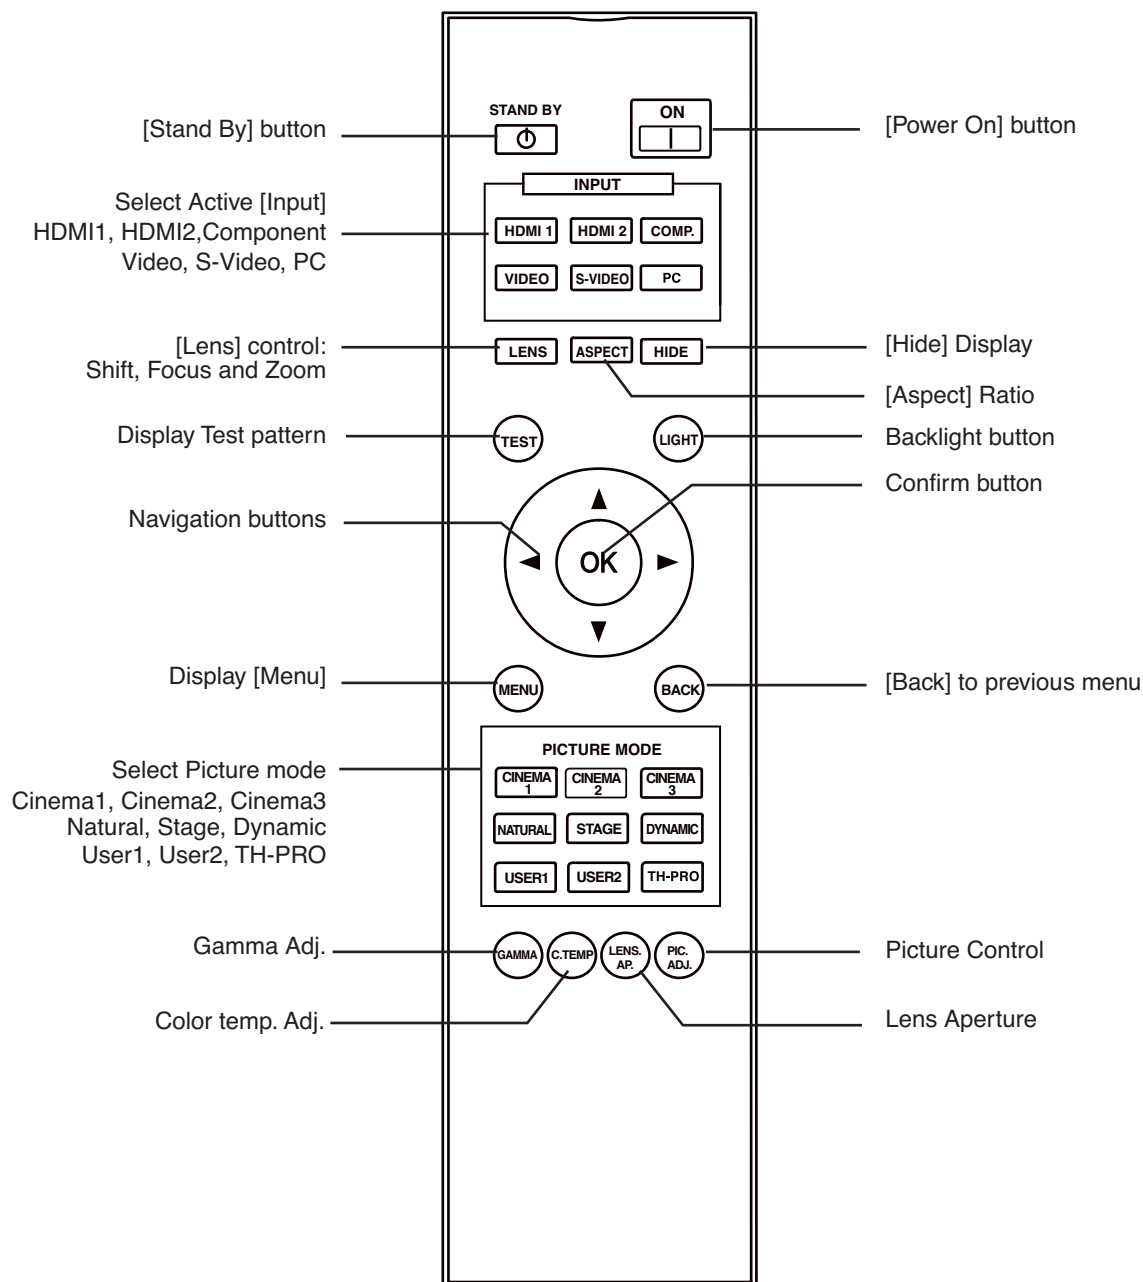 STAND BY
ON
[Stand By] button
[Power On] button
INPUT
Select Active [Input]
HDMI1, HDMI2,Component
Video, S-Video, PC
HDMI 1
HDMI 2
COMP.
VIDEO
S-VIDEO
PC
[Lens] control:
Shift, Focus and Zoom
LENS
ASPECT
HIDE
[Hide] Display
[Aspect] Ratio
Display Test pattern
TEST
LIGHT
Backlight button
Confirm button
Navigation buttons
OK
Display [Menu]
MENU
BACK
[Back] to previous menu
PICTURE MODE
Select Picture mode
Cinema1, Cinema2, Cinema3
Natural, Stage, Dynamic
User1, User2, TH-PRO
CINEMA
1
CINEMA
2
CINEMA
3
NATURAL
STAGE
DYNAMIC
USER1
USER2
TH-PRO
Gamma Adj.
GAMMA
C.TEMP
LENS.
AP.
PIC.
ADJ.
Picture Control
Color temp. Adj.
Lens Aperture